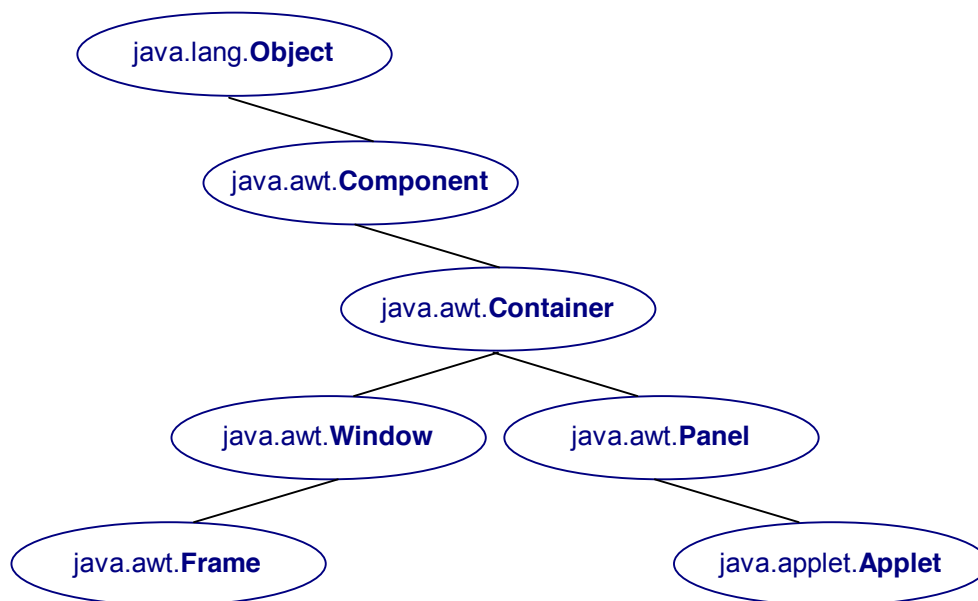 java.lang.Object
java.awt.Component
java.awt.Container
java.awt.Window
java.awt.Panel
java.awt.Frame
java.applet.Applet